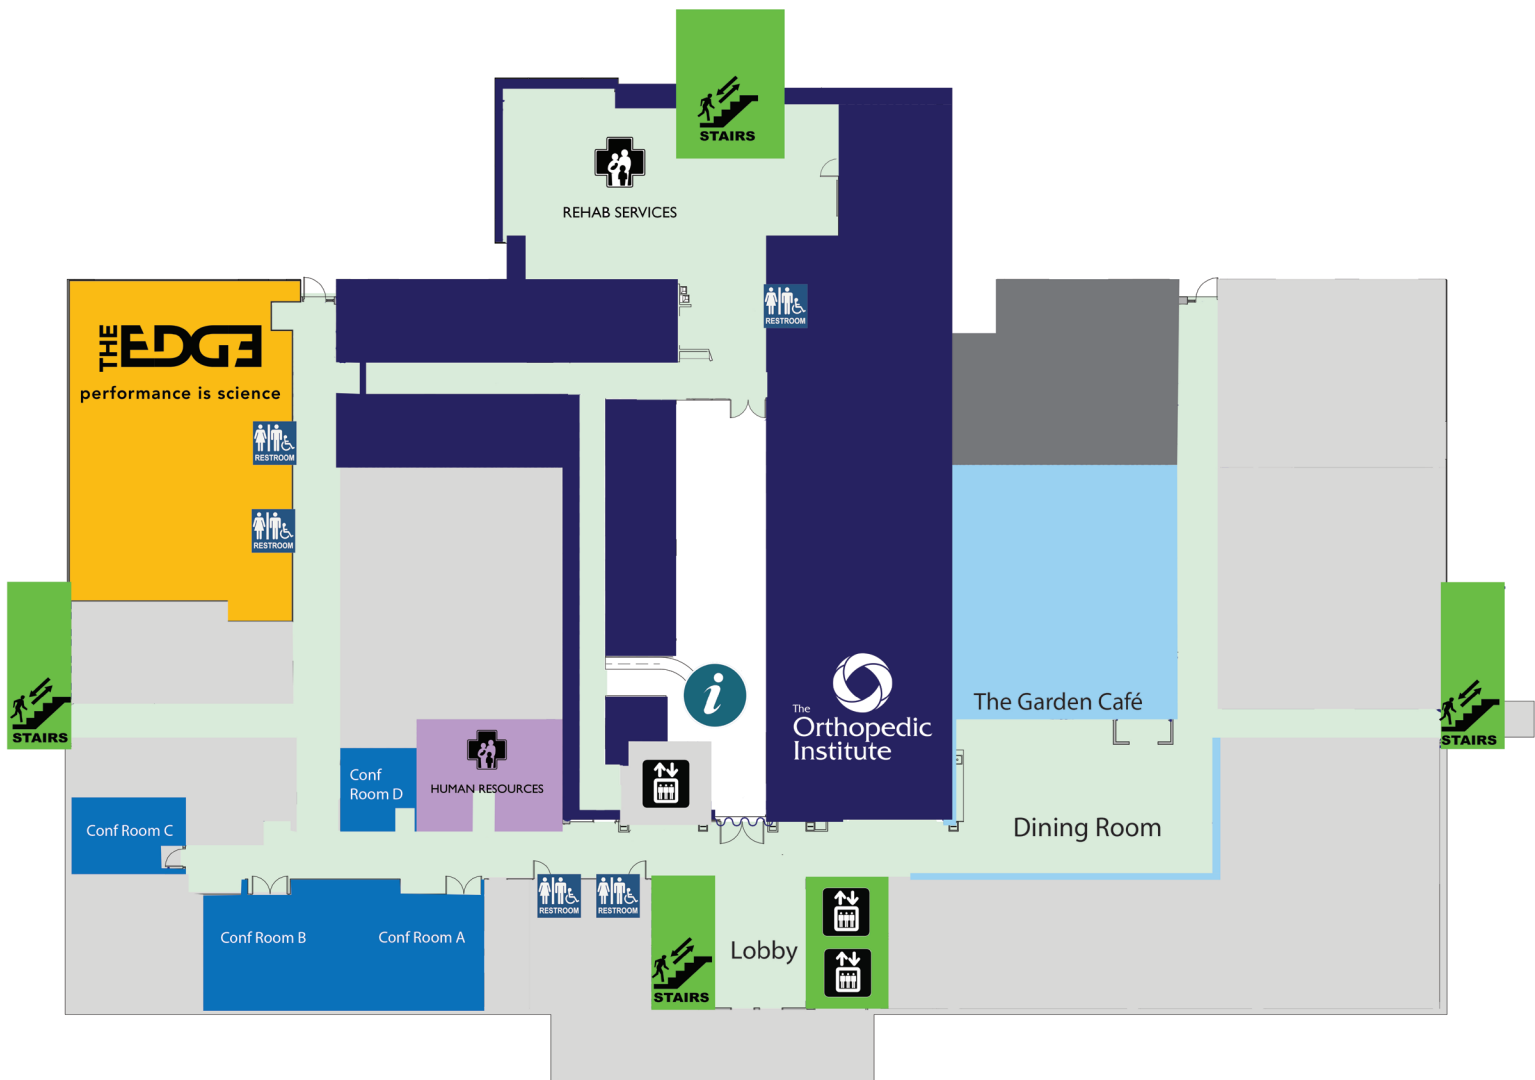 STAIRS
REHAB SERVICES
RESTROOM
THE EDGE
performance is science
RESTROOM
RESTROOM
STAIRS
i
The
Orthopedic
Institute
The Garden Café
STAIRS
Conf
Room D
HUMAN RESOURCES
Conf Room C
Dining Room
RESTROOM
RESTROOM
Conf Room B
Conf Room A
Lobby
STAIRS